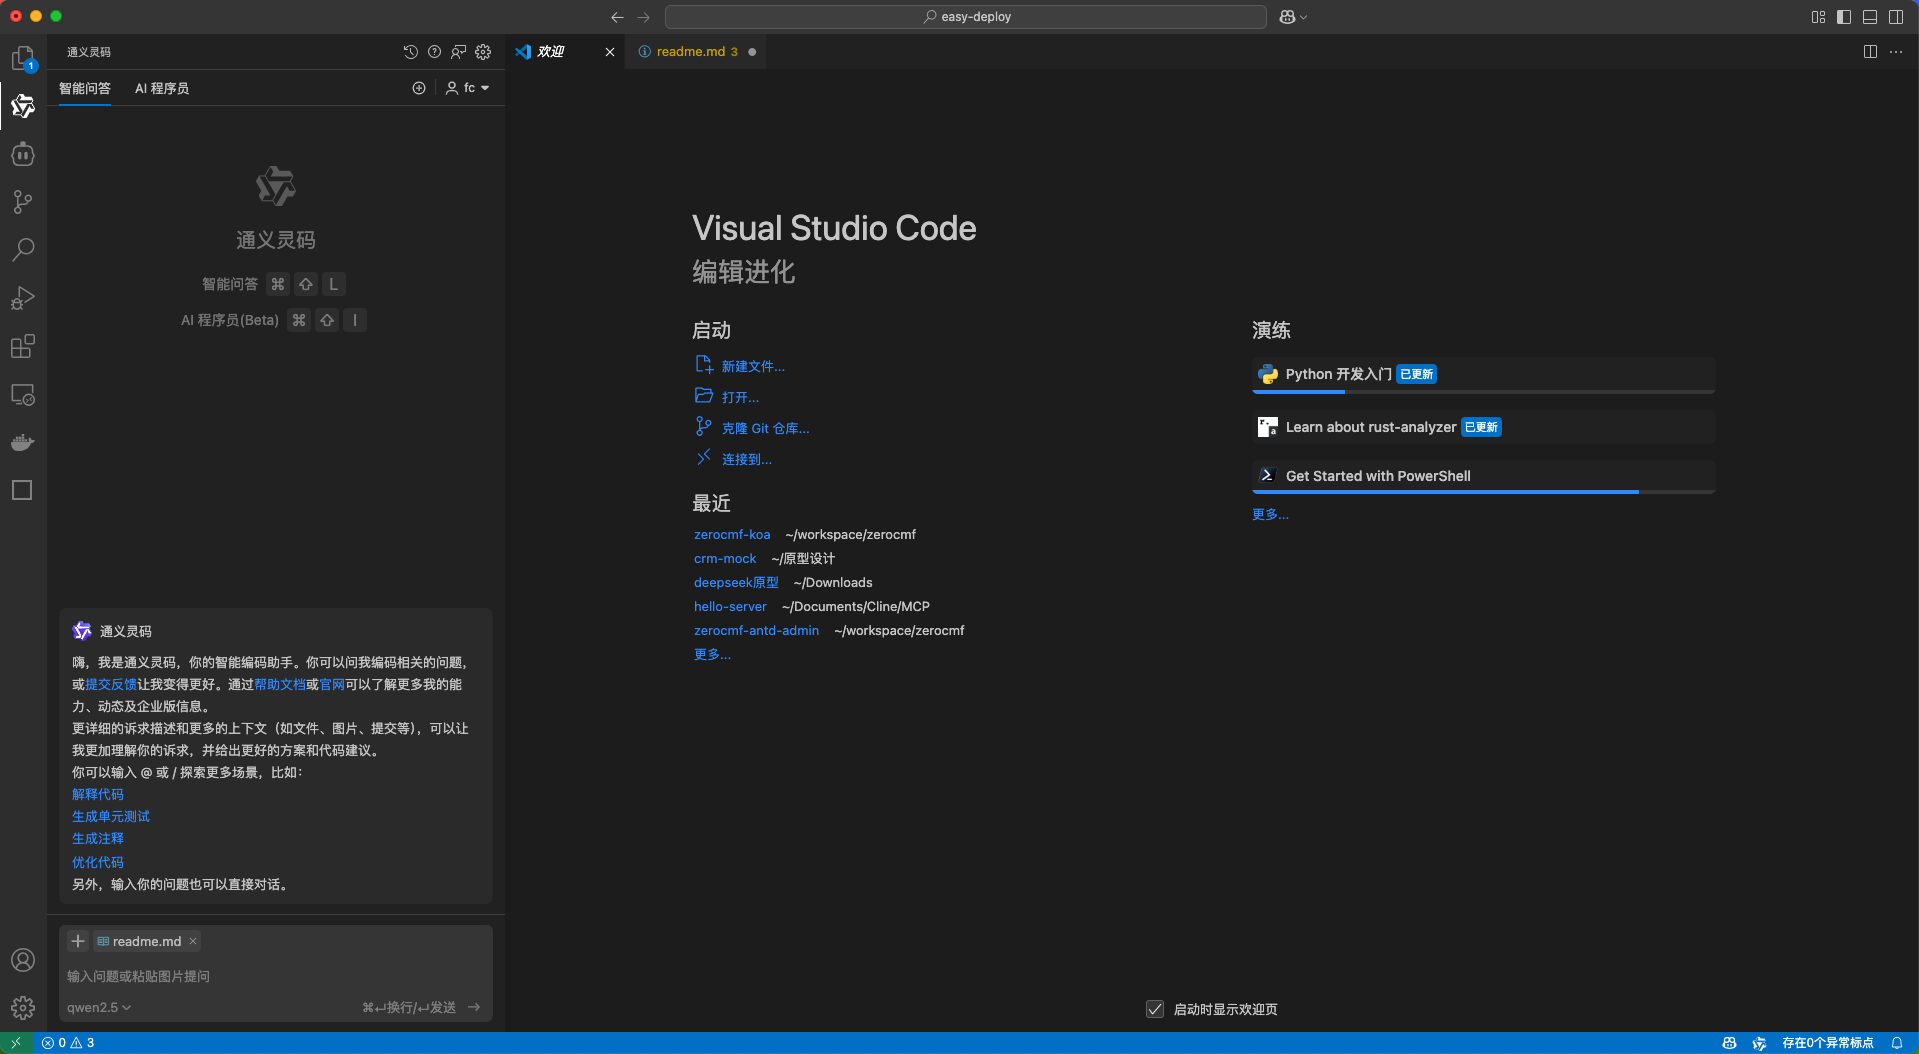 easy-deploy
通义灵码
智能问答
AI 程序员
fc
通义灵码
智能问答 ⌘ ⇧ L
AI 程序员(Beta) ⌘ ⇧ I
通义灵码
嗨，我是通义灵码，你的智能编码助手。你可以问我编码相关的问题，
或提交反馈让我变得更好。通过帮助文档或官网可以了解更多我的能
力、动态及企业版信息。
更详细的诉求描述和更多的上下文（如文件、图片、提交等），可以让
我更加理解你的诉求，并给出更好的方案和代码建议。
你可以输入 @ 或 / 探索更多场景，比如：
解释代码
生成单元测试
生成注释
优化代码
另外，输入你的问题也可以直接对话。
readme.md
输入问题或粘贴图片提问
qwen2.5
⌘↵换行/↵发送
欢迎
readme.md 3
Visual Studio Code
编辑进化
启动
新建文件...
打开...
克隆 Git 仓库...
连接到...
最近
zerocmf-koa ~/workspace/zerocmf
crm-mock ~/原型设计
deepseek原型 ~/Downloads
hello-server ~/Documents/Cline/MCP
zerocmf-antd-admin ~/workspace/zerocmf
更多...
演练
Python 开发入门 已更新
Learn about rust-analyzer 已更新
Get Started with PowerShell
更多...
启动时显示欢迎页
1
0 3
存在0个异常标点